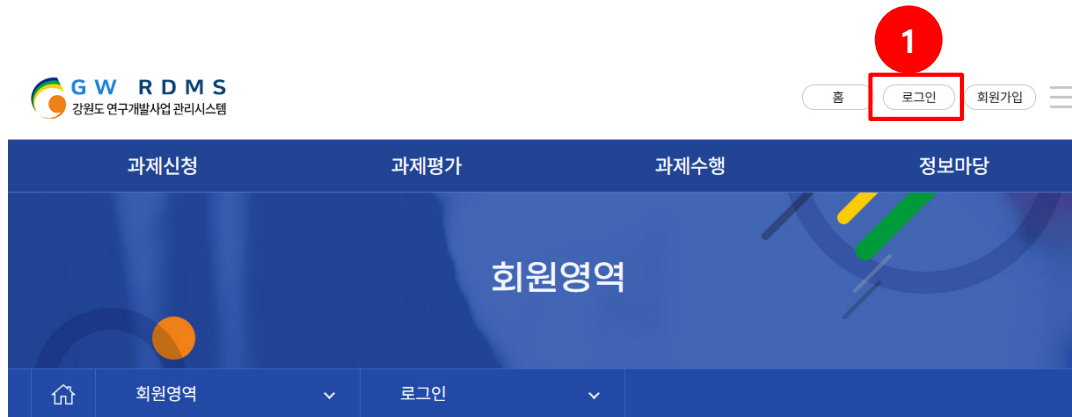 1
GW RDMS
강원도 연구개발사업 관리시스템
홈 로그인 회원가입
과제신청 과제평가 과제수행 정보마당
회원영역
회원영역 로그인